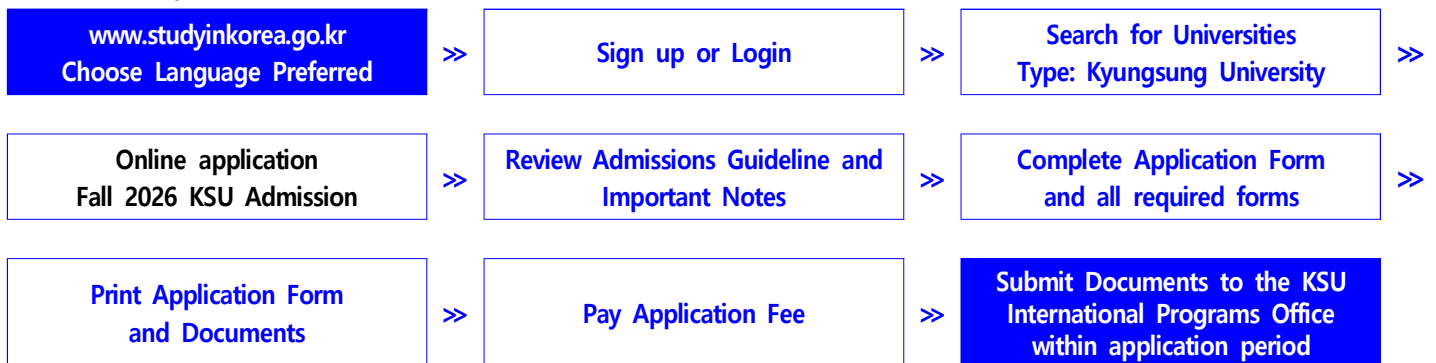 www.studyinkorea.go.kr
Choose Language Preferred
≫
Sign up or Login
≫
Search for Universities
Type: Kyungsung University
≫
Online application
Fall 2026 KSU Admission
≫
Review Admissions Guideline and
Important Notes
≫
Complete Application Form
and all required forms
≫
Print Application Form
and Documents
≫
Pay Application Fee
≫
Submit Documents to the KSU
International Programs Office
within application period